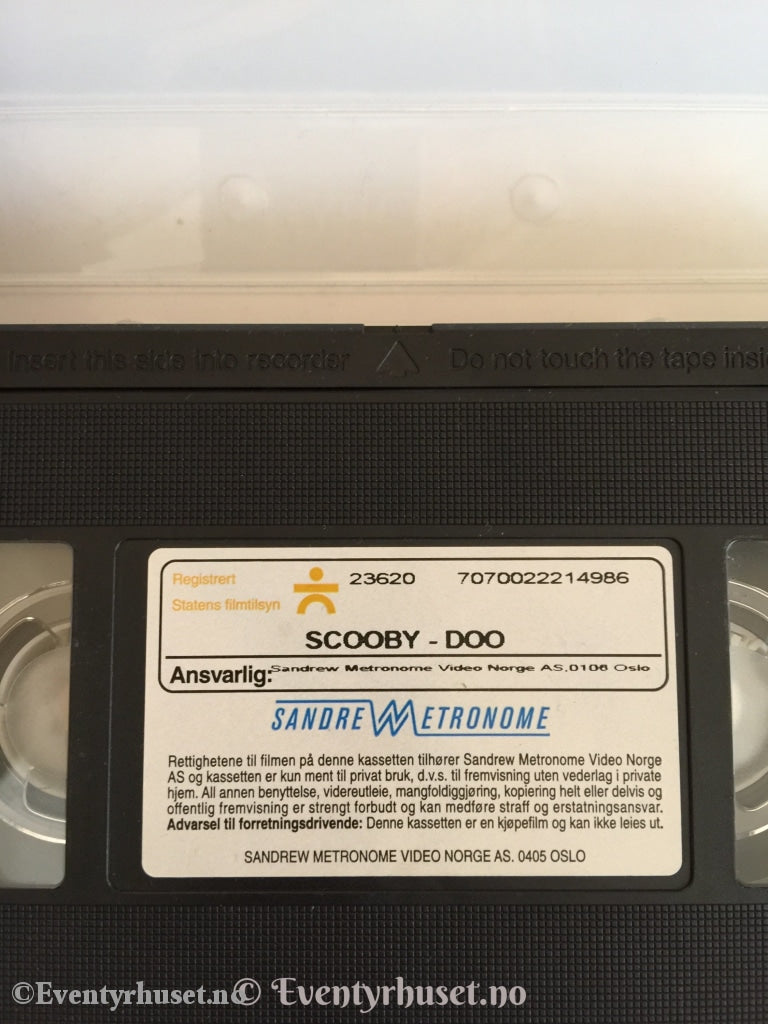 Insert this side into recorder Do not touch the tape insi
Registrert 23620 7070022214986
Statens filmtilsyn
SCOOBY - DOO
Ansvarlig: Sandrew Metronome Video Norge AS,0106 Oslo
SANDREW METRONOME
Rettighetene til filmen på denne kassetten tilhører Sandrew Metronome Video Norge
AS og kassetten er kun ment til privat bruk, d.v.s. til fremvisning uten vederlag i private
hjem. All annen benyttelse, videreutleie, mangfoldiggjøring, kopiering helt eller delvis og
offentlig fremvisning er strengt forbudt og kan medføre straff og erstatningsansvar.
Advarsel til forretningsdrivende: Denne kassetten er en kjøpefilm og kan ikke leies ut.
SANDREW METRONOME VIDEO NORGE AS. 0405 OSLO
©Eventyrhuset.no © Eventyrhuset.no